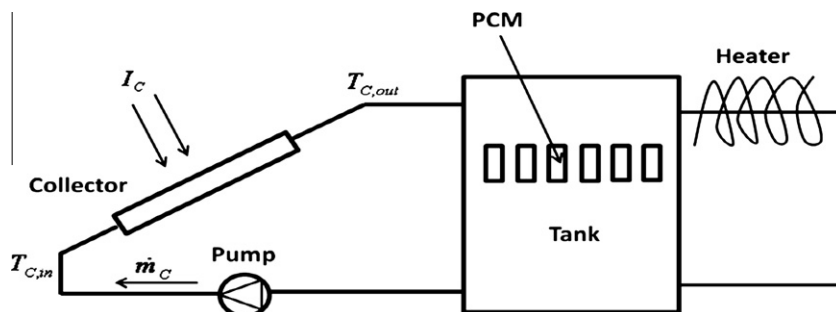 PCM
Heater
I_C
T_C,out
Collector
Tank
Pump
T_C,in
ṁ_C